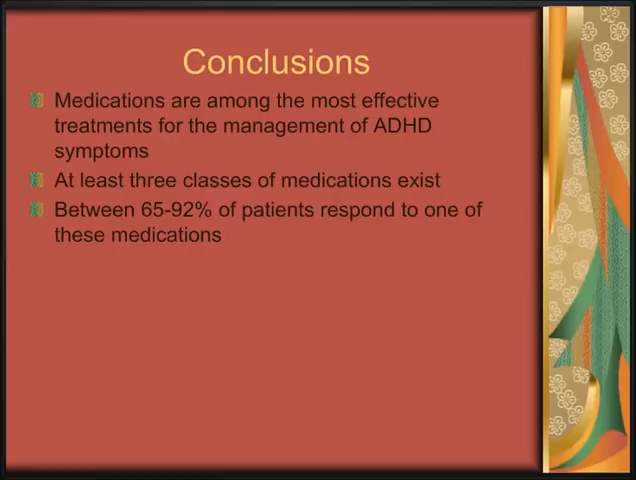 Conclusions
Medications are among the most effective
treatments for the management of ADHD
symptoms
At least three classes of medications exist
Between 65-92% of patients respond to one of
these medications